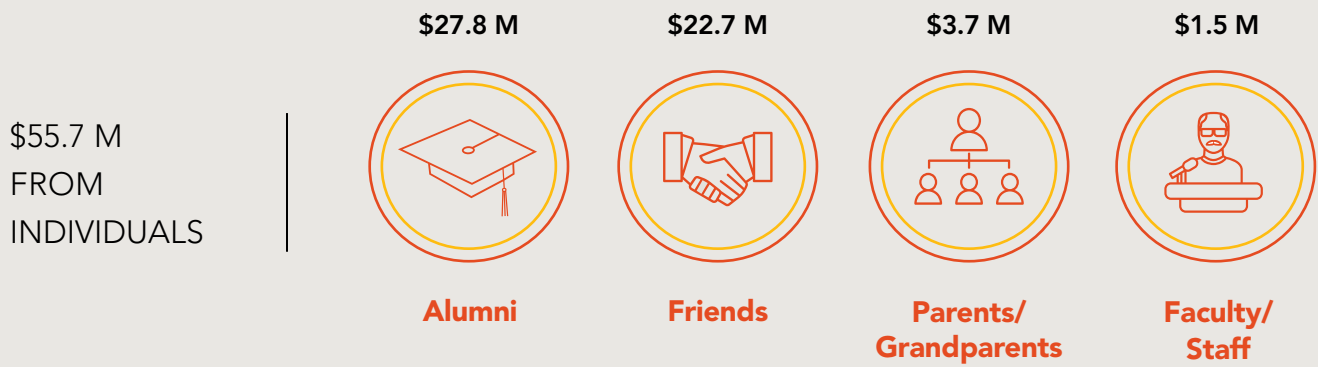 $27.8 M
$22.7 M
$3.7 M
$1.5 M
$55.7 M
FROM
INDIVIDUALS
Alumni
Friends
Parents/
Grandparents
Faculty/
Staff